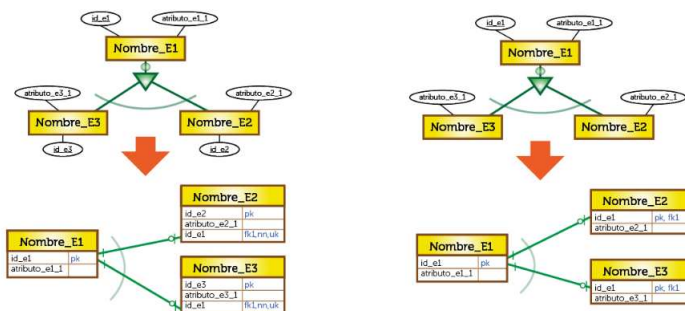 id_e1
atributo_e1_1
Nombre_E1
atributo_e3_1
atributo_e2_1
Nombre_E3
Nombre_E2
id_e3
id_e2
Nombre_E1
id_e1 pk
atributo_e1_1
Nombre_E2
id_e2 pk
atributo_e2_1
id_e1 fk1,nn,uk
Nombre_E3
id_e3 pk
atributo_e3_1
id_e1 fk1,nn,uk
id_e1
atributo_e1_1
Nombre_E1
atributo_e3_1
atributo_e2_1
Nombre_E3
Nombre_E2
Nombre_E1
id_e1 pk
atributo_e1_1
Nombre_E2
id_e1 pk, fk1
atributo_e2_1
Nombre_E3
id_e1 pk, fk1
atributo_e3_1